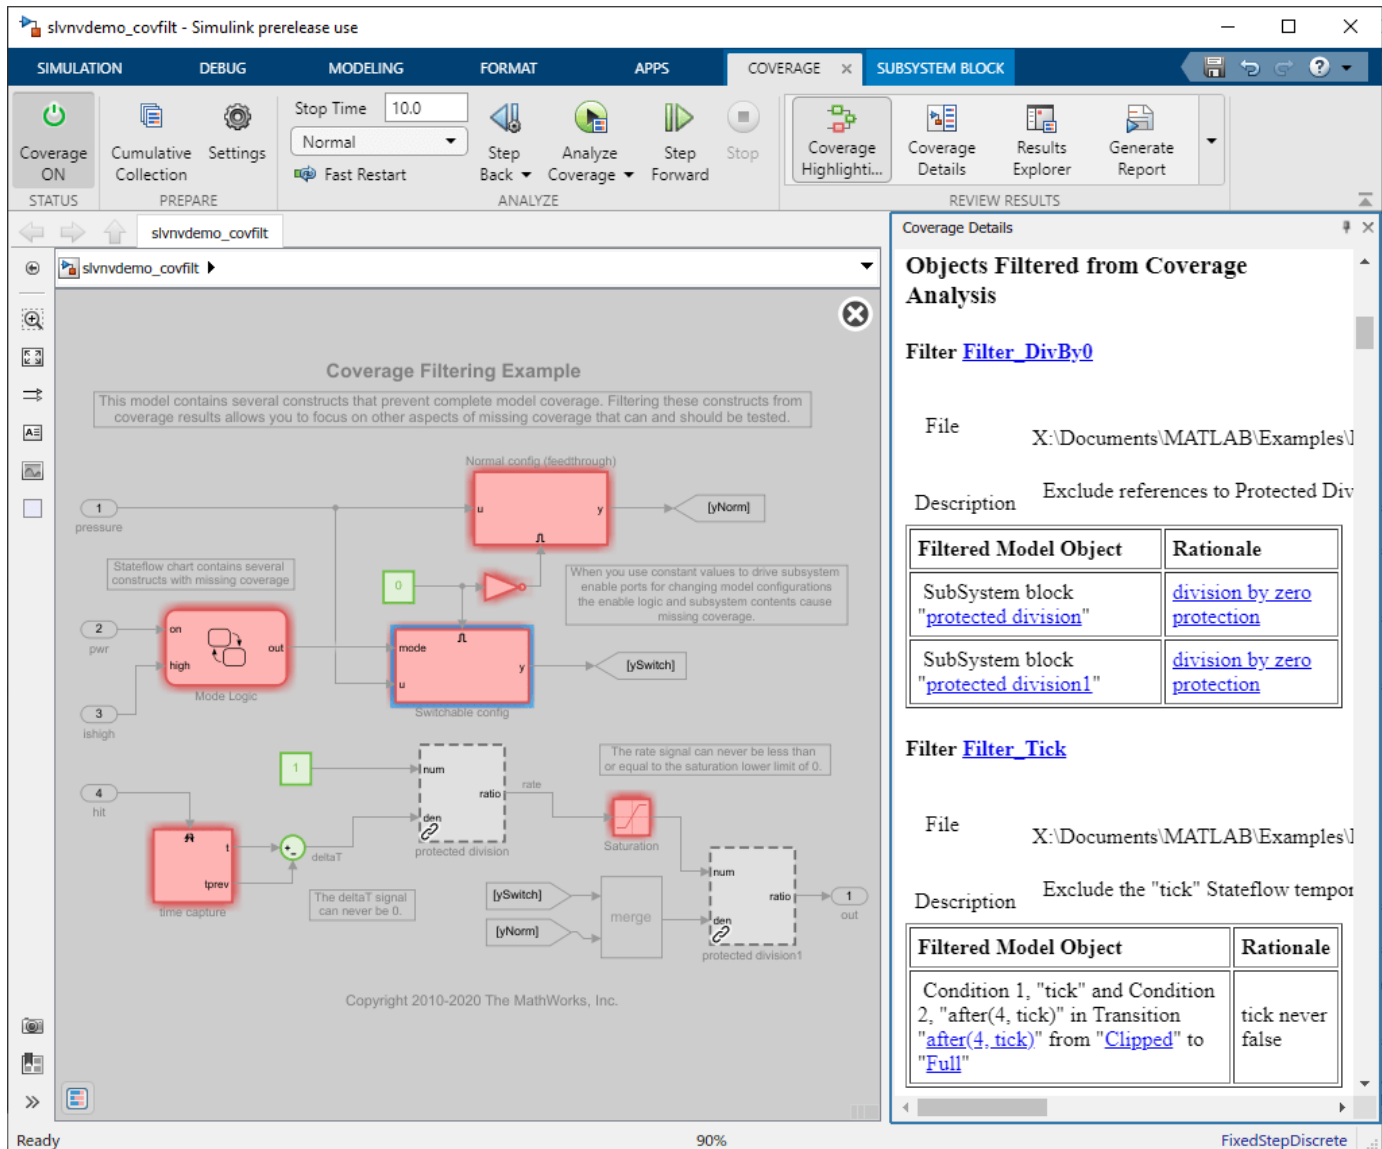 slvnvdemo_covfilt - Simulink prerelease use
SIMULATION DEBUG MODELING FORMAT APPS COVERAGE SUBSYSTEM BLOCK
Coverage ON
Cumulative Collection
Settings
Stop Time 10.0
Normal
Fast Restart
Step Back
Analyze Coverage
Step Forward
Stop
Coverage Highlighti...
Coverage Details
Results Explorer
Generate Report
STATUS PREPARE ANALYZE REVIEW RESULTS
slvnvdemo_covfilt
slvnvdemo_covfilt
Coverage Filtering Example
This model contains several constructs that prevent complete model coverage. Filtering these constructs from
coverage results allows you to focus on other aspects of missing coverage that can and should be tested.
Normal config (feedthrough)
1
pressure
u
y
[yNorm]
Stateflow chart contains several
constructs with missing coverage
0
When you use constant values to drive subsystem
enable ports for changing model configurations
the enable logic and subsystem contents cause
missing coverage.
2
pwr
on
high
out
Mode Logic
3
ishigh
mode
u
y
Switchable config
[ySwitch]
1
num
den
ratio
protected division
rate
The rate signal can never be less than
or equal to the saturation lower limit of 0.
Saturation
4
hit
t
tprev
time capture
deltaT
The deltaT signal
can never be 0.
[ySwitch]
[yNorm]
merge
num
den
ratio
protected division1
1
out
Copyright 2010-2020 The MathWorks, Inc.
Coverage Details
Objects Filtered from Coverage
Analysis
Filter Filter_DivBy0
File X:\Documents\MATLAB\Examples\
Description Exclude references to Protected Div
Filtered Model Object Rationale
SubSystem block
"protected division"
division by zero
protection
SubSystem block
"protected division1"
division by zero
protection
Filter Filter_Tick
File X:\Documents\MATLAB\Examples\
Description Exclude the "tick" Stateflow tempor
Filtered Model Object Rationale
Condition 1, "tick" and Condition
2, "after(4, tick)" in Transition
"after(4, tick)" from "Clipped" to
"Full"
tick never
false
Ready 90% FixedStepDiscrete